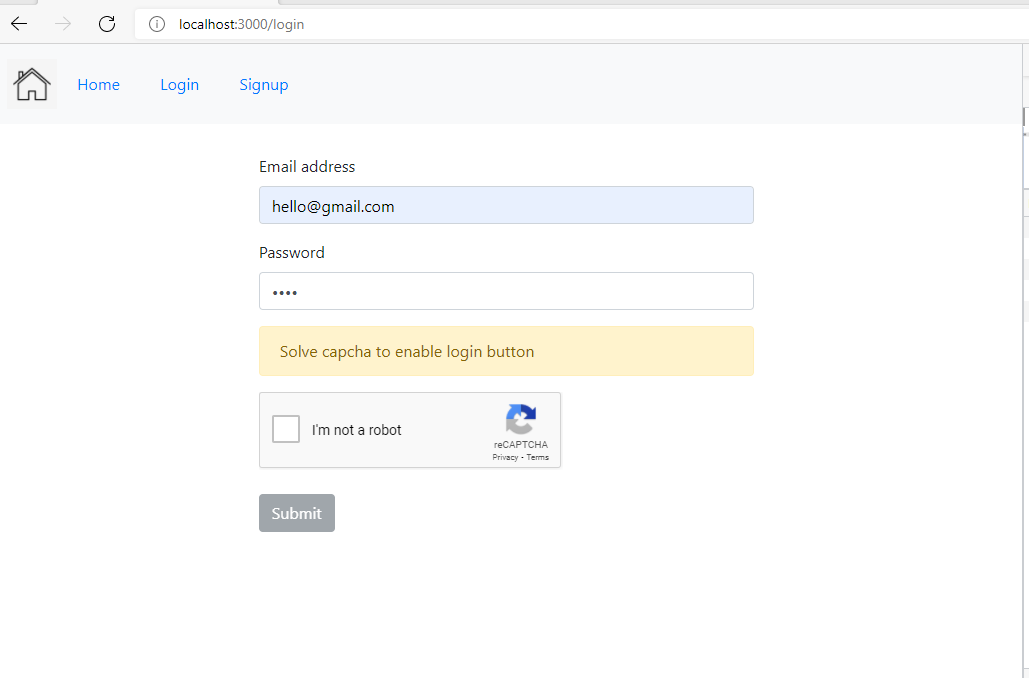 localhost:3000/login
Home Login Signup
Email address
hello@gmail.com
Password
••••
Solve capcha to enable login button
I'm not a robot
reCAPTCHA
Privacy - Terms
Submit